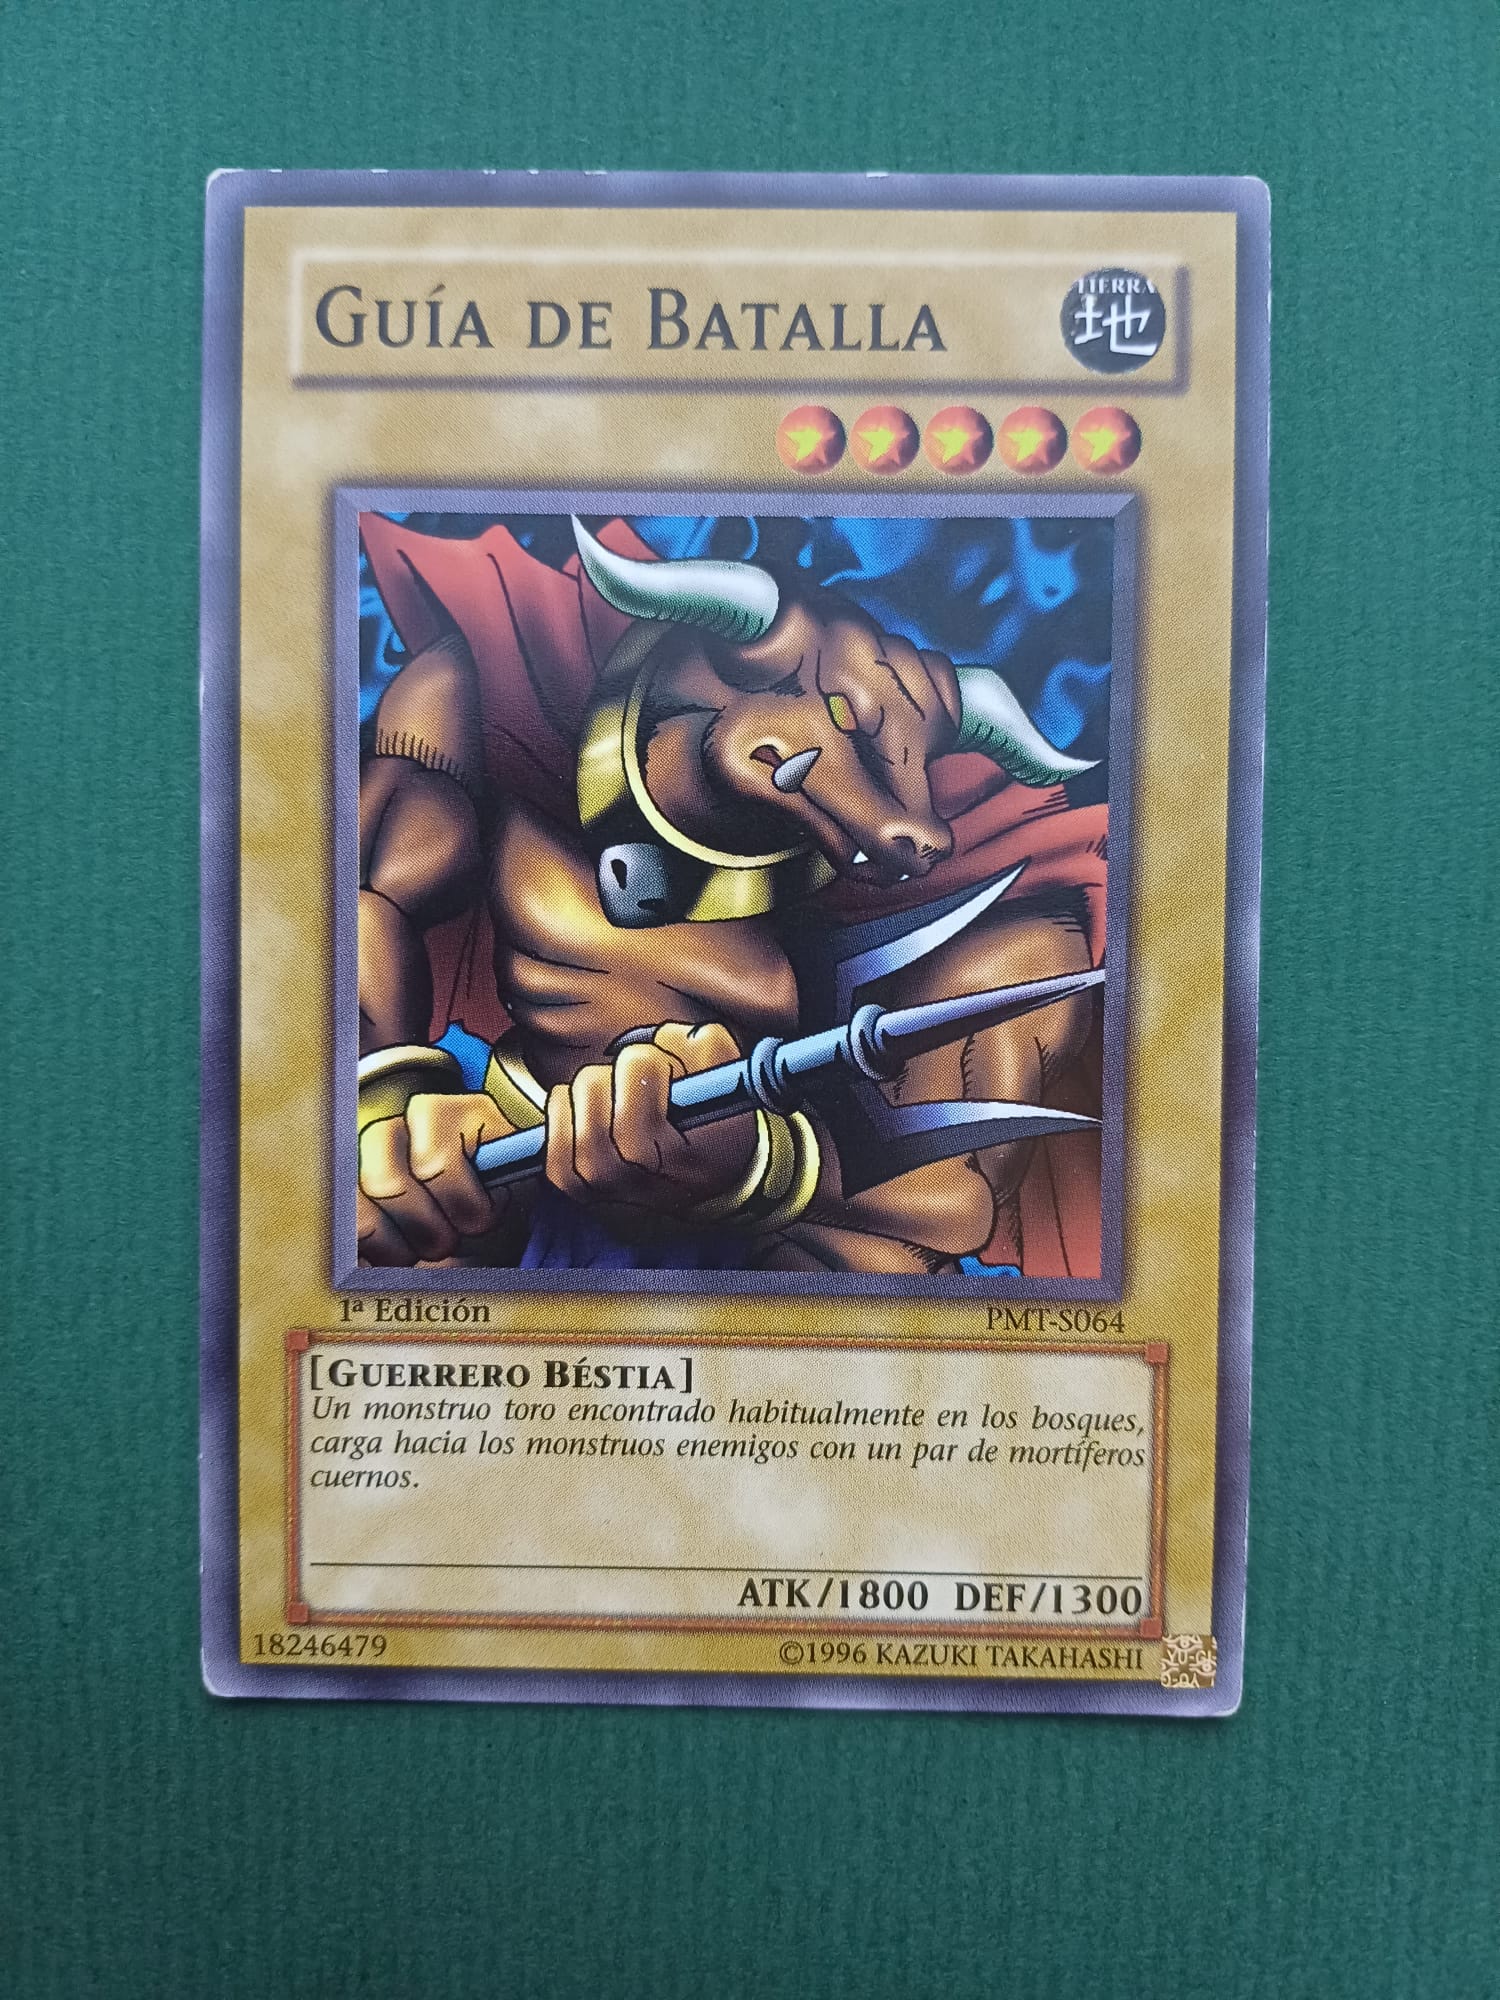 GUÍA DE BATALLA
TIERRA
地
1ª Edición
PMT-S064
[GUERRERO BÉSTIA]
Un monstruo toro encontrado habitualmente en los bosques,
carga hacia los monstruos enemigos con un par de mortíferos
cuernos.
ATK/1800 DEF/1300
18246479
©1996 KAZUKI TAKAHASHI